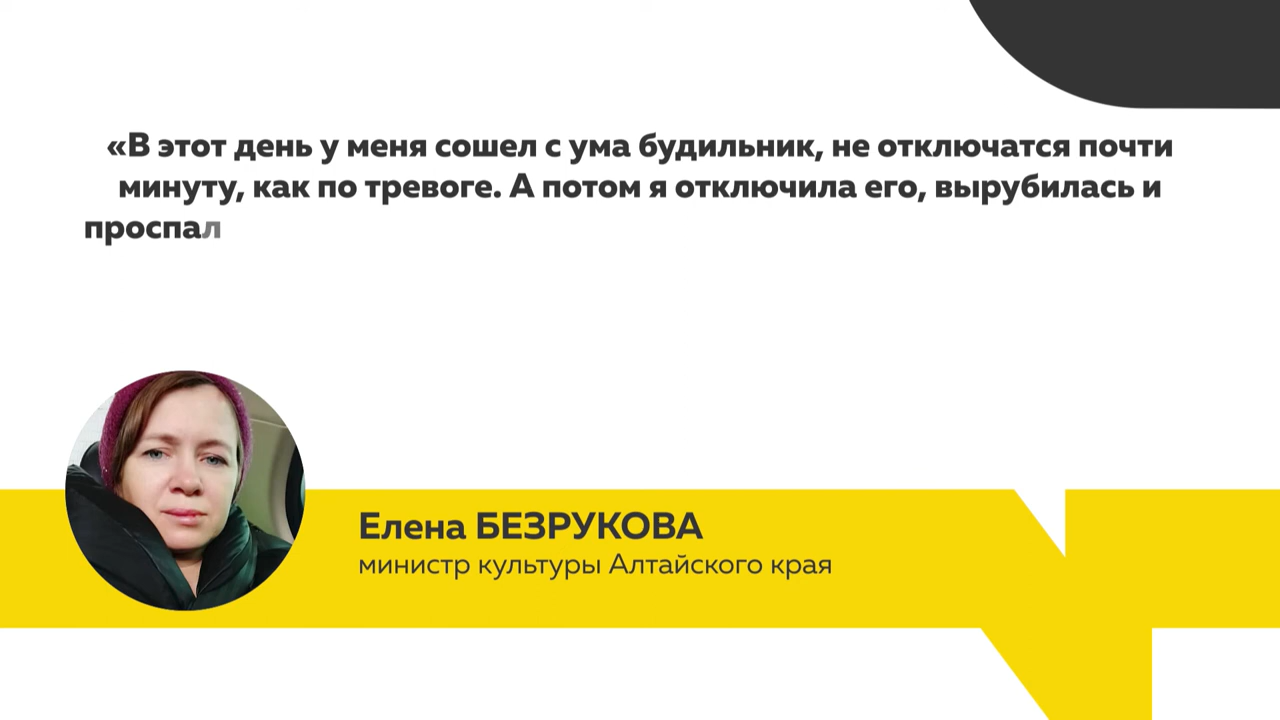 «В этот день у меня сошел с ума будильник, не отключатся почти
минуту, как по тревоге. А потом я отключила его, вырубилась и
проспал
Елена БЕЗРУКОВА
министр культуры Алтайского края